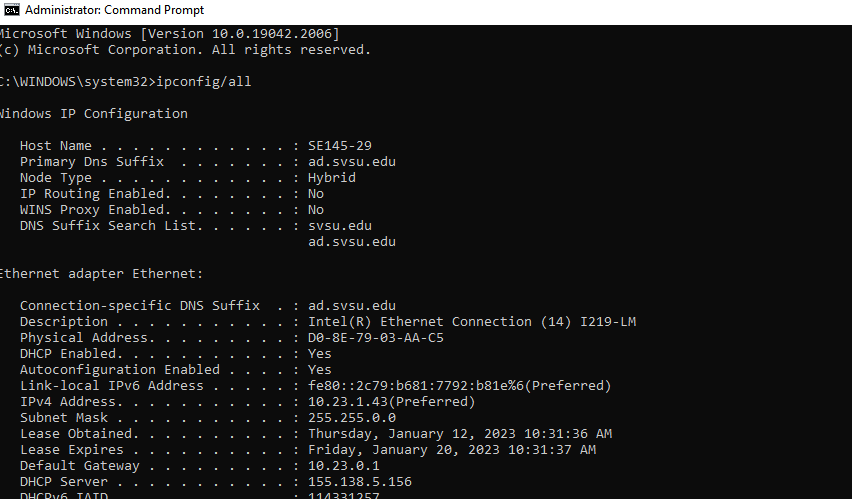 Administrator: Command Prompt
Microsoft Windows [Version 10.0.19042.2006]
(c) Microsoft Corporation. All rights reserved.
C:\WINDOWS\system32>ipconfig/all
Windows IP Configuration
Host Name . . . . . . . . . . . . : SE145-29
Primary Dns Suffix  . . . . . . . : ad.svsu.edu
Node Type . . . . . . . . . . . . : Hybrid
IP Routing Enabled. . . . . . . . : No
WINS Proxy Enabled. . . . . . . . : No
DNS Suffix Search List. . . . . . : svsu.edu
ad.svsu.edu
Ethernet adapter Ethernet:
Connection-specific DNS Suffix  . : ad.svsu.edu
Description . . . . . . . . . . . : Intel(R) Ethernet Connection (14) I219-LM
Physical Address. . . . . . . . . : D0-8E-79-03-AA-C5
DHCP Enabled. . . . . . . . . . . : Yes
Autoconfiguration Enabled . . . . : Yes
Link-local IPv6 Address . . . . . : fe80::2c79:b681:7792:b81e%6(Preferred)
IPv4 Address. . . . . . . . . . . : 10.23.1.43(Preferred)
Subnet Mask . . . . . . . . . . . : 255.255.0.0
Lease Obtained. . . . . . . . . . : Thursday, January 12, 2023 10:31:36 AM
Lease Expires . . . . . . . . . . : Friday, January 20, 2023 10:31:37 AM
Default Gateway . . . . . . . . . : 10.23.0.1
DHCP Server . . . . . . . . . . . : 155.138.5.156
DHCPv6 IAID . . . . . . . . . . . : 114331257